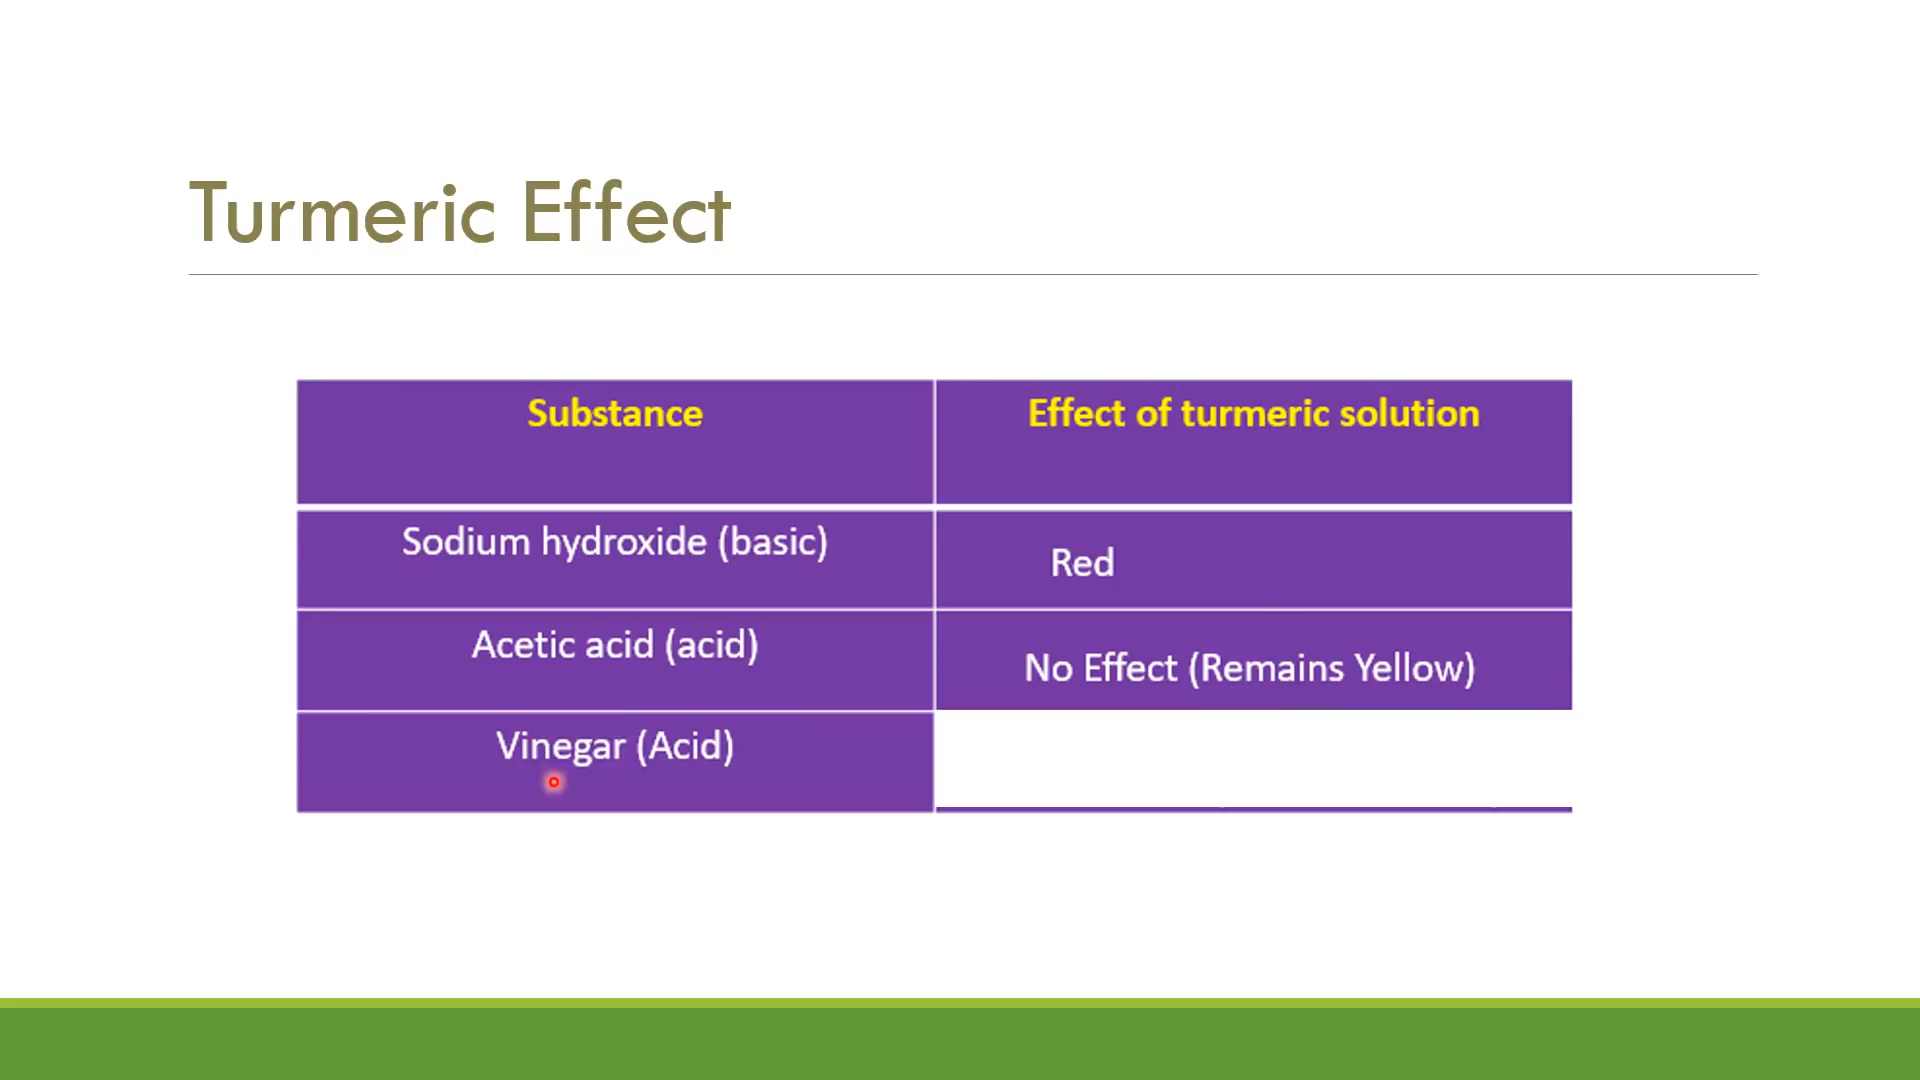 Turmeric Effect
Substance
Effect of turmeric solution
Sodium hydroxide (basic)
Red
Acetic acid (acid)
No Effect (Remains Yellow)
Vinegar (Acid)